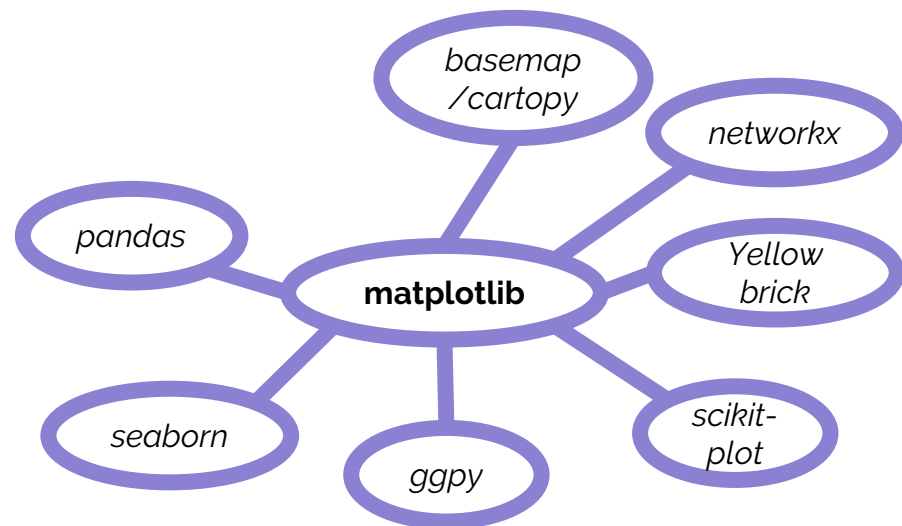 basemap
/cartopy
networkx
pandas
Yellow
brick
matplotlib
scikit-
plot
seaborn
ggpy